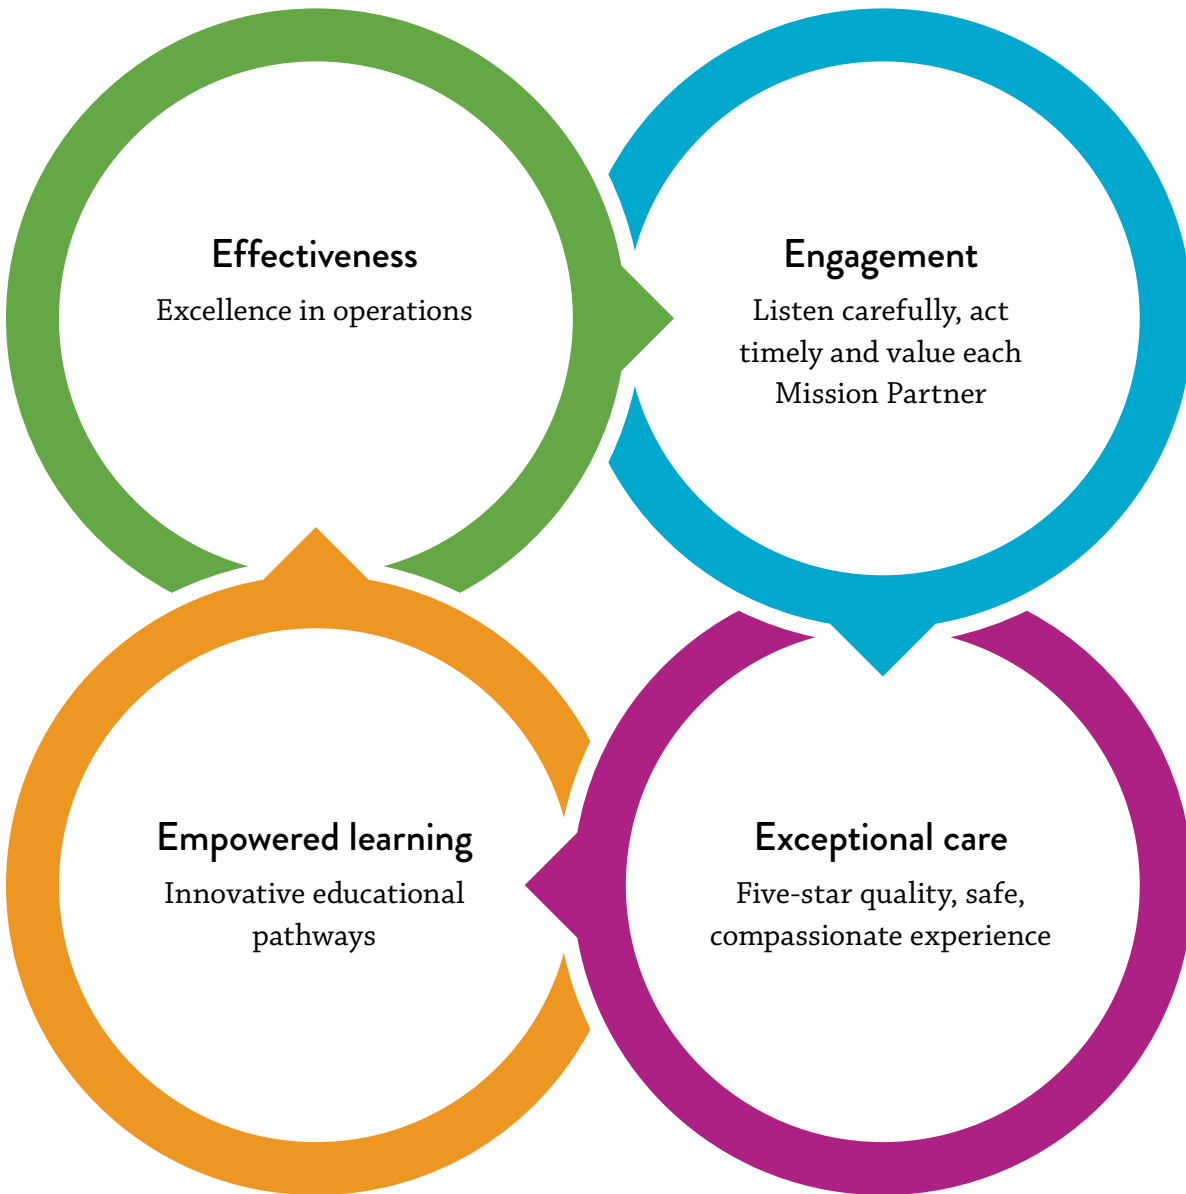 Effectiveness
Excellence in operations
Engagement
Listen carefully, act
timely and value each
Mission Partner
Empowered learning
Innovative educational
pathways
Exceptional care
Five-star quality, safe,
compassionate experience